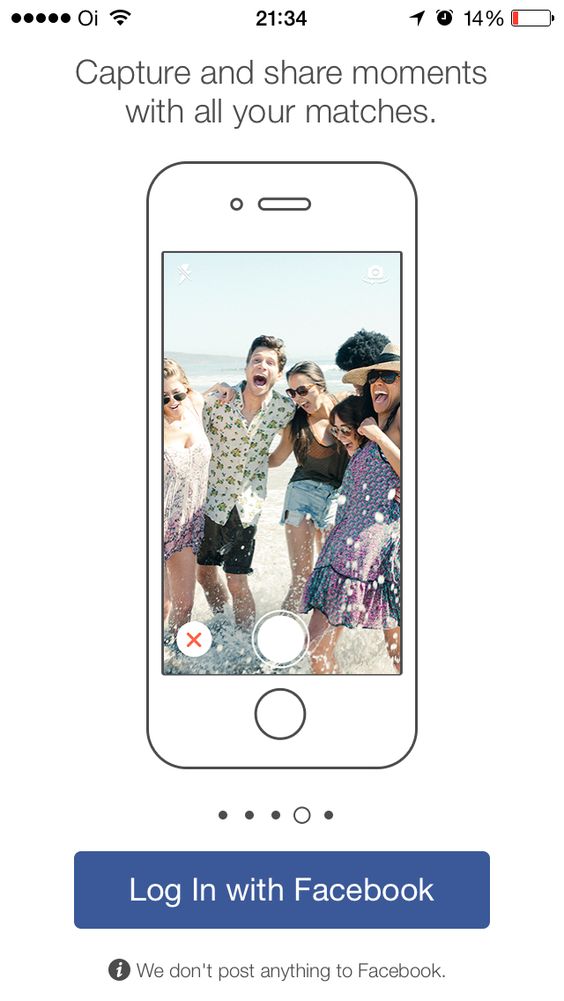 Oi 21:34 14%
Capture and share moments
with all your matches.
Log In with Facebook
We don't post anything to Facebook.